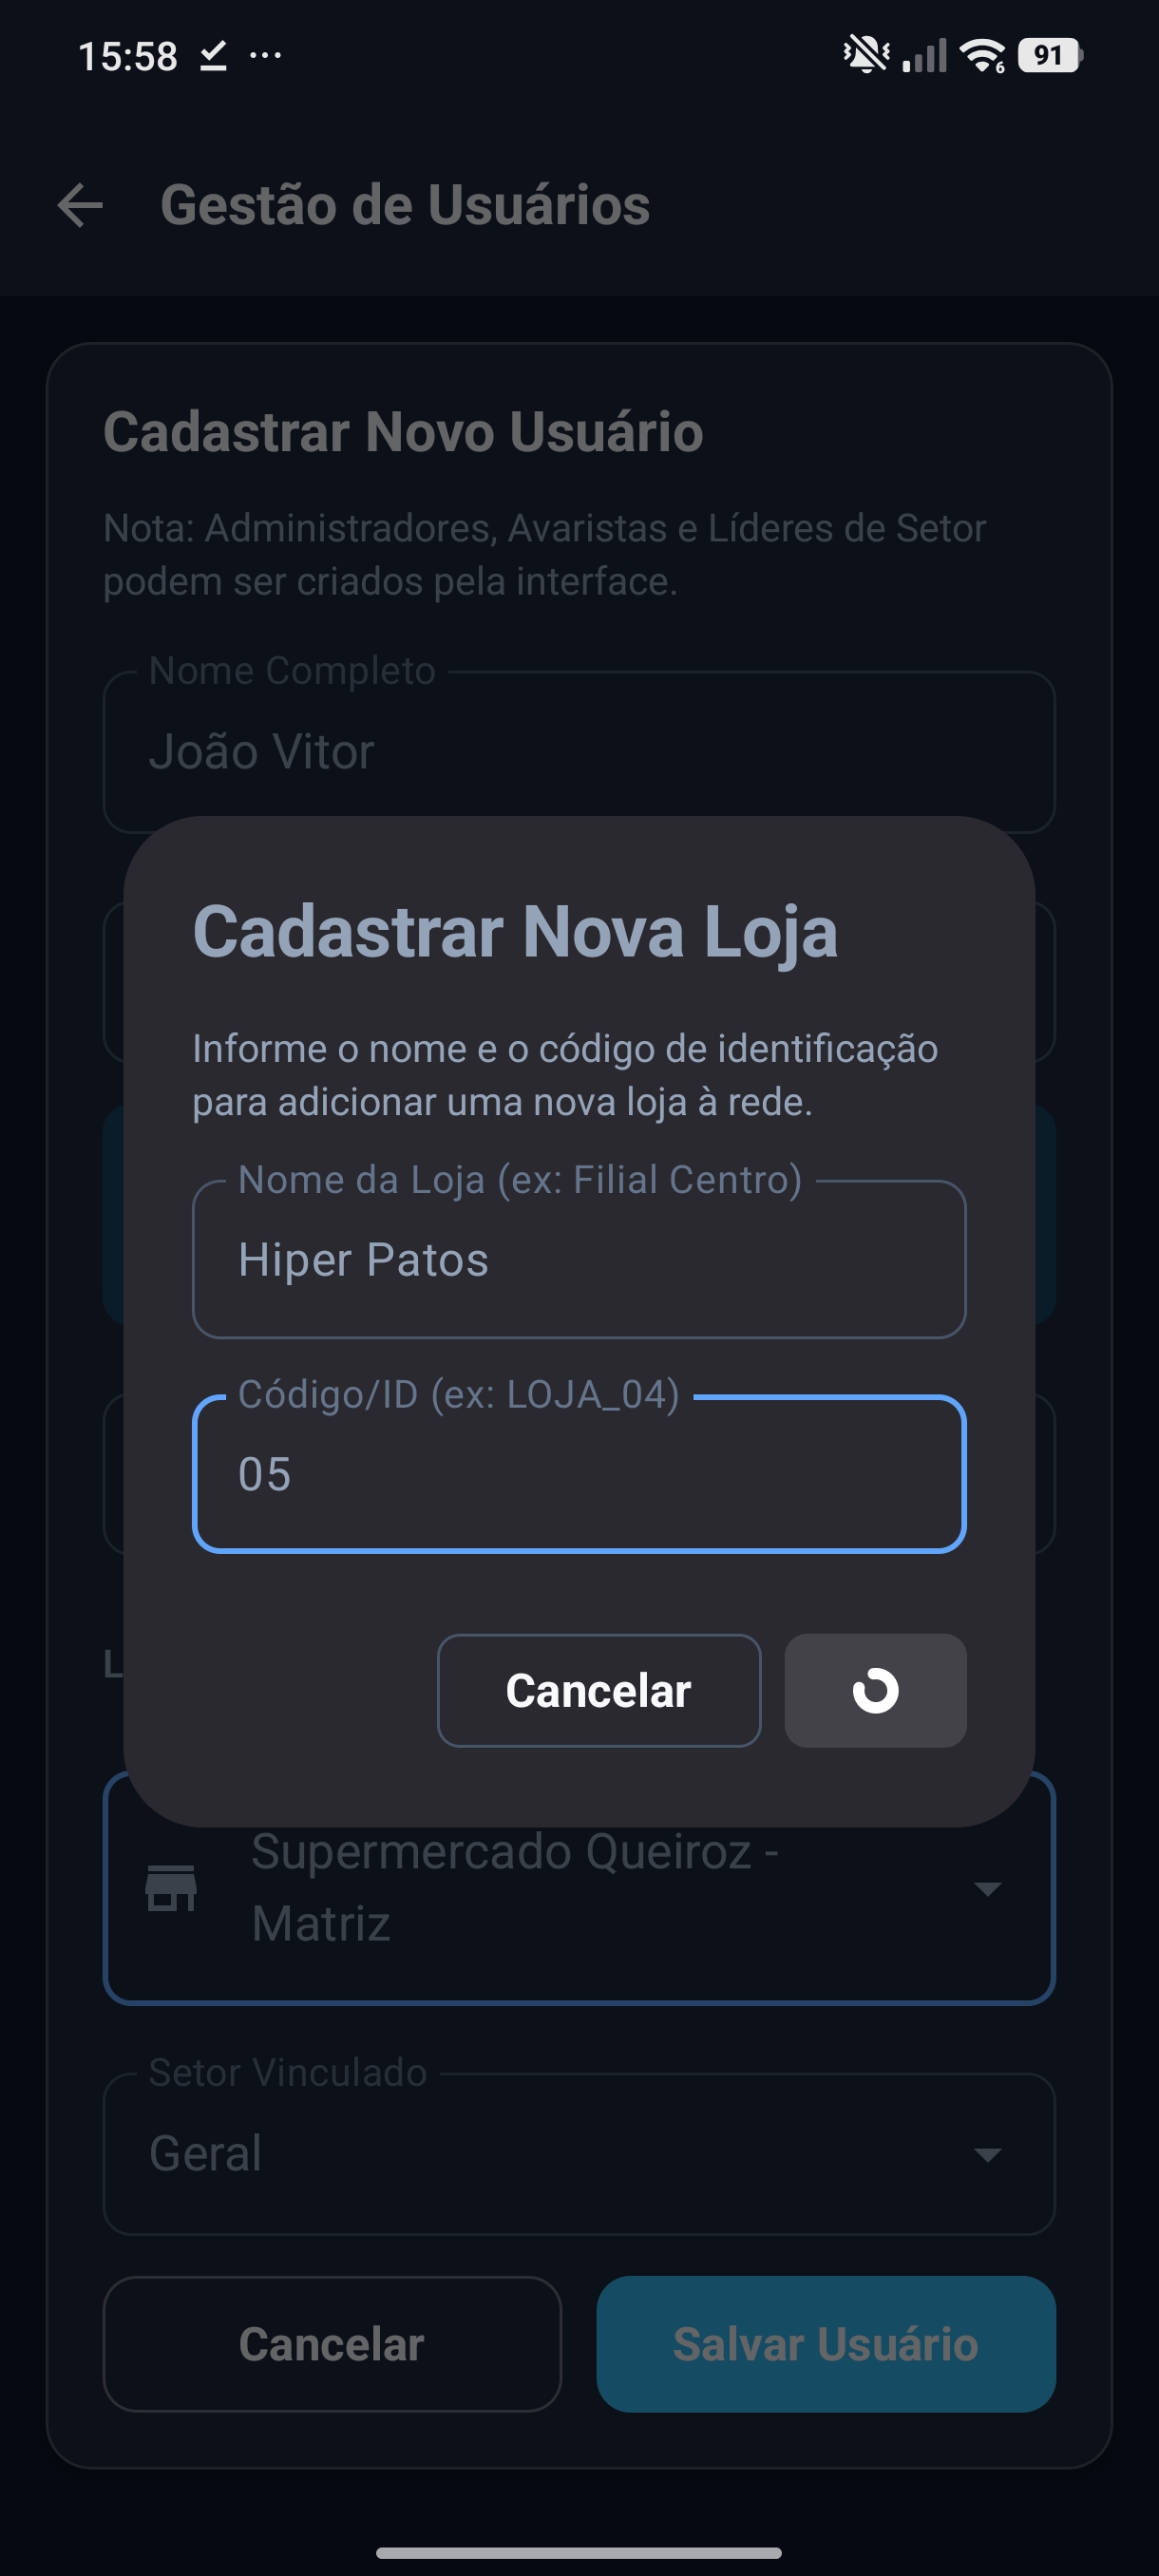 15:58
6
91
Gestão de Usuários
Cadastrar Novo Usuário
Nota: Administradores, Avaristas e Líderes de Setor
podem ser criados pela interface.
Nome Completo
João Vitor
Cadastrar Nova Loja
Informe o nome e o código de identificação
para adicionar uma nova loja à rede.
Nome da Loja (ex: Filial Centro)
Hiper Patos
Código/ID (ex: LOJA_04)
05
L
Cancelar
Supermercado Queiroz -
Matriz
Setor Vinculado
Geral
Cancelar
Salvar Usuário